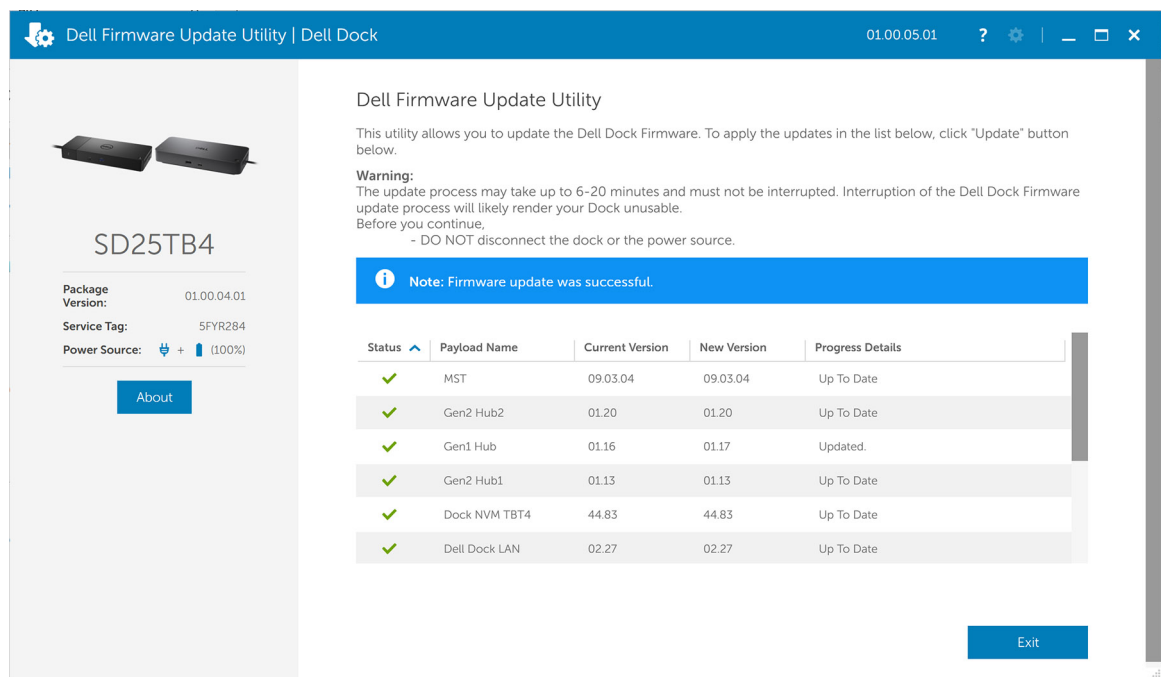 Dell Firmware Update Utility | Dell Dock
01.00.05.01
?
SD25TB4
Package Version: 01.00.04.01
Service Tag: 5FYR284
Power Source: + (100%)
About
Dell Firmware Update Utility
This utility allows you to update the Dell Dock Firmware. To apply the updates in the list below, click "Update" button
below.
Warning:
The update process may take up to 6-20 minutes and must not be interrupted. Interruption of the Dell Dock Firmware
update process will likely render your Dock unusable.
Before you continue,
- DO NOT disconnect the dock or the power source.
Note: Firmware update was successful.
Status Payload Name Current Version New Version Progress Details
MST 09.03.04 09.03.04 Up To Date
Gen2 Hub2 01.20 01.20 Up To Date
Gen1 Hub 01.16 01.17 Updated.
Gen2 Hub1 01.13 01.13 Up To Date
Dock NVM TBT4 44.83 44.83 Up To Date
Dell Dock LAN 02.27 02.27 Up To Date
Exit